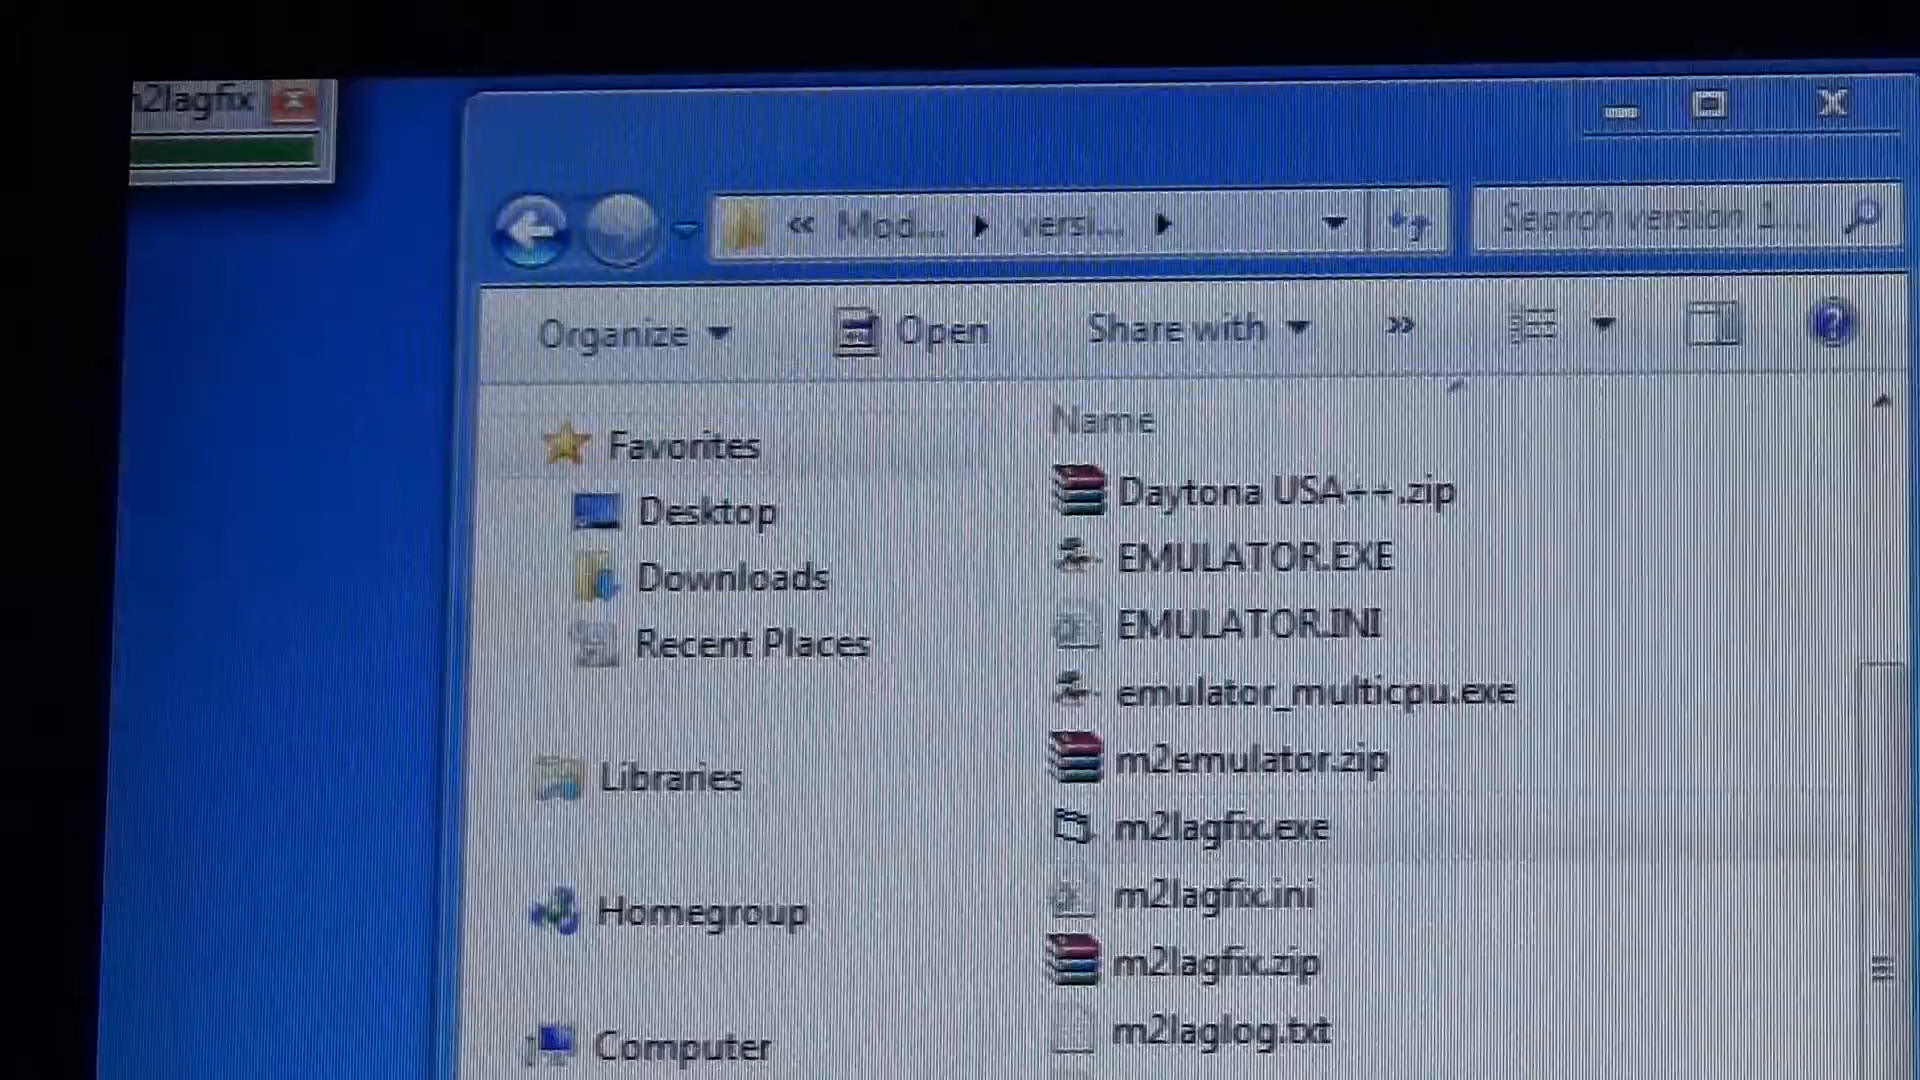 m2lagfix
« Mod... versi...
Search version 1...
Organize Open Share with »
Name
Favorites
Desktop
Downloads
Recent Places
Libraries
Homegroup
Computer
Daytona USA++.zip
EMULATOR.EXE
EMULATOR.INI
emulator_multicpu.exe
m2emulator.zip
m2lagfix.exe
m2lagfix.ini
m2lagfix.zip
m2laglog.txt